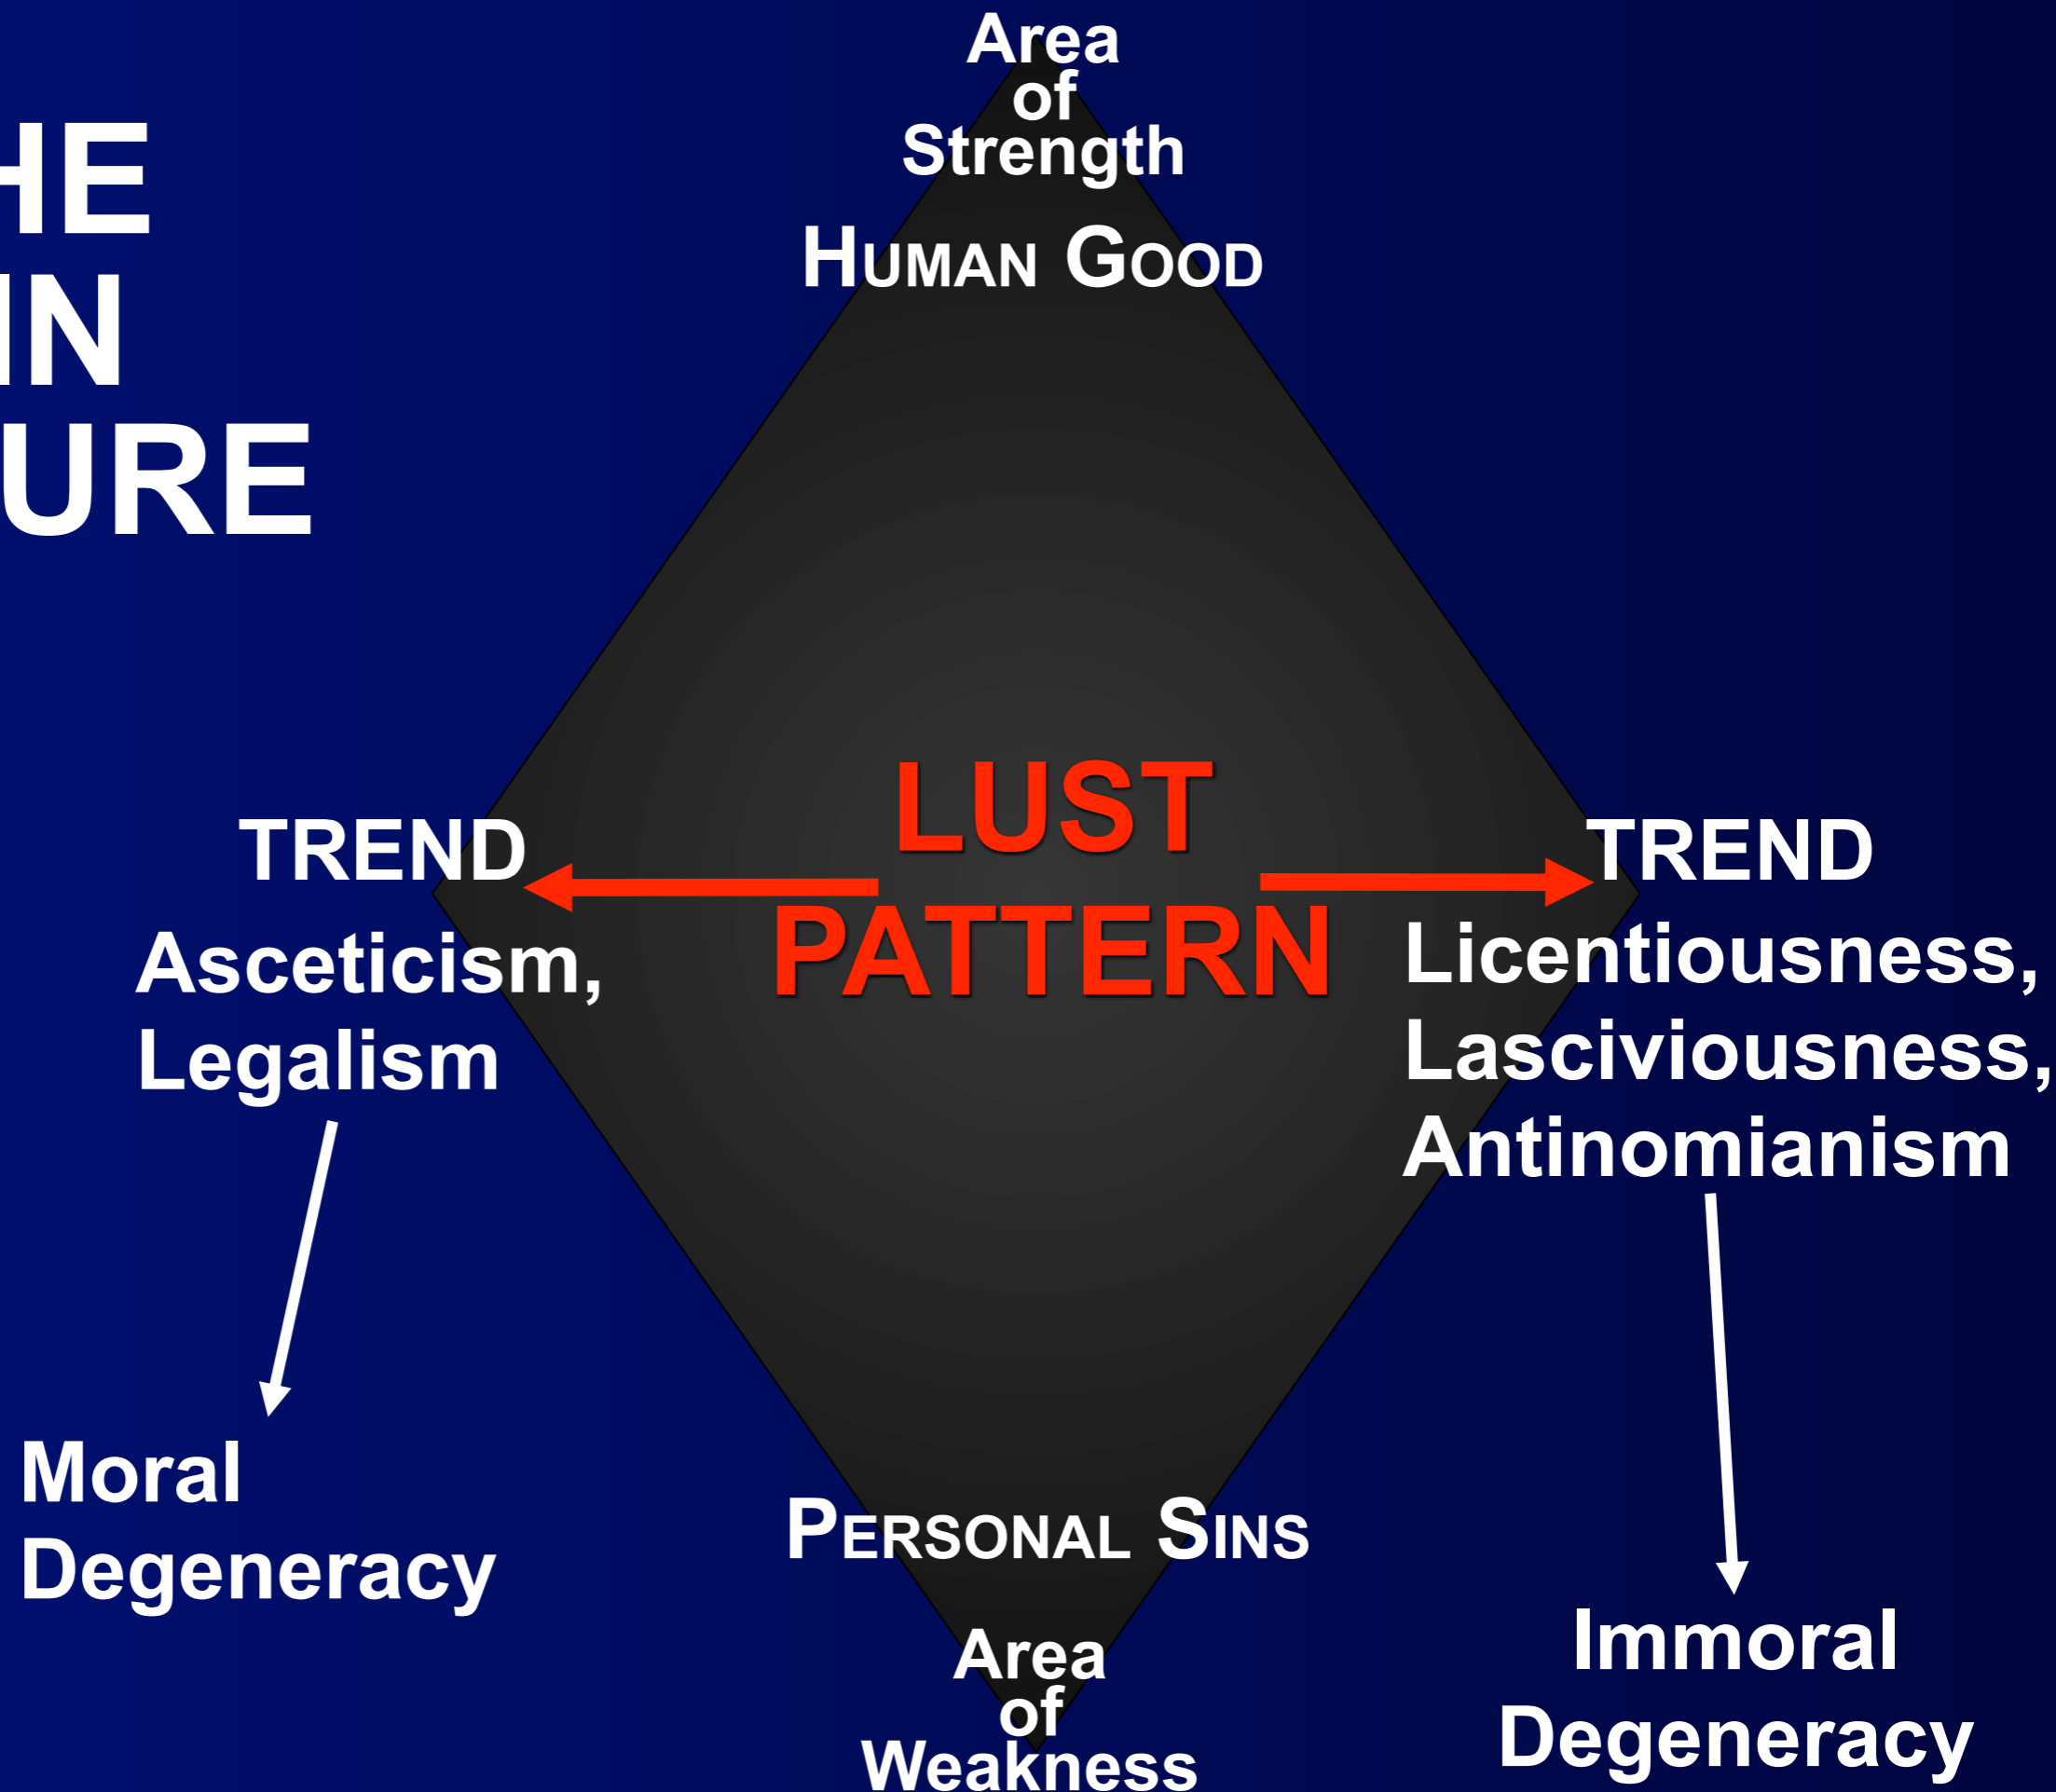 HE
IN
URE
Area
of
Strength
HUMAN GOOD
LUST
PATTERN
TREND
Asceticism,
Legalism
TREND
Licentiousness,
Lasciviousness,
Antinomianism
Moral
Degeneracy
PERSONAL SINS
Area
of
Weakness
Immoral
Degeneracy